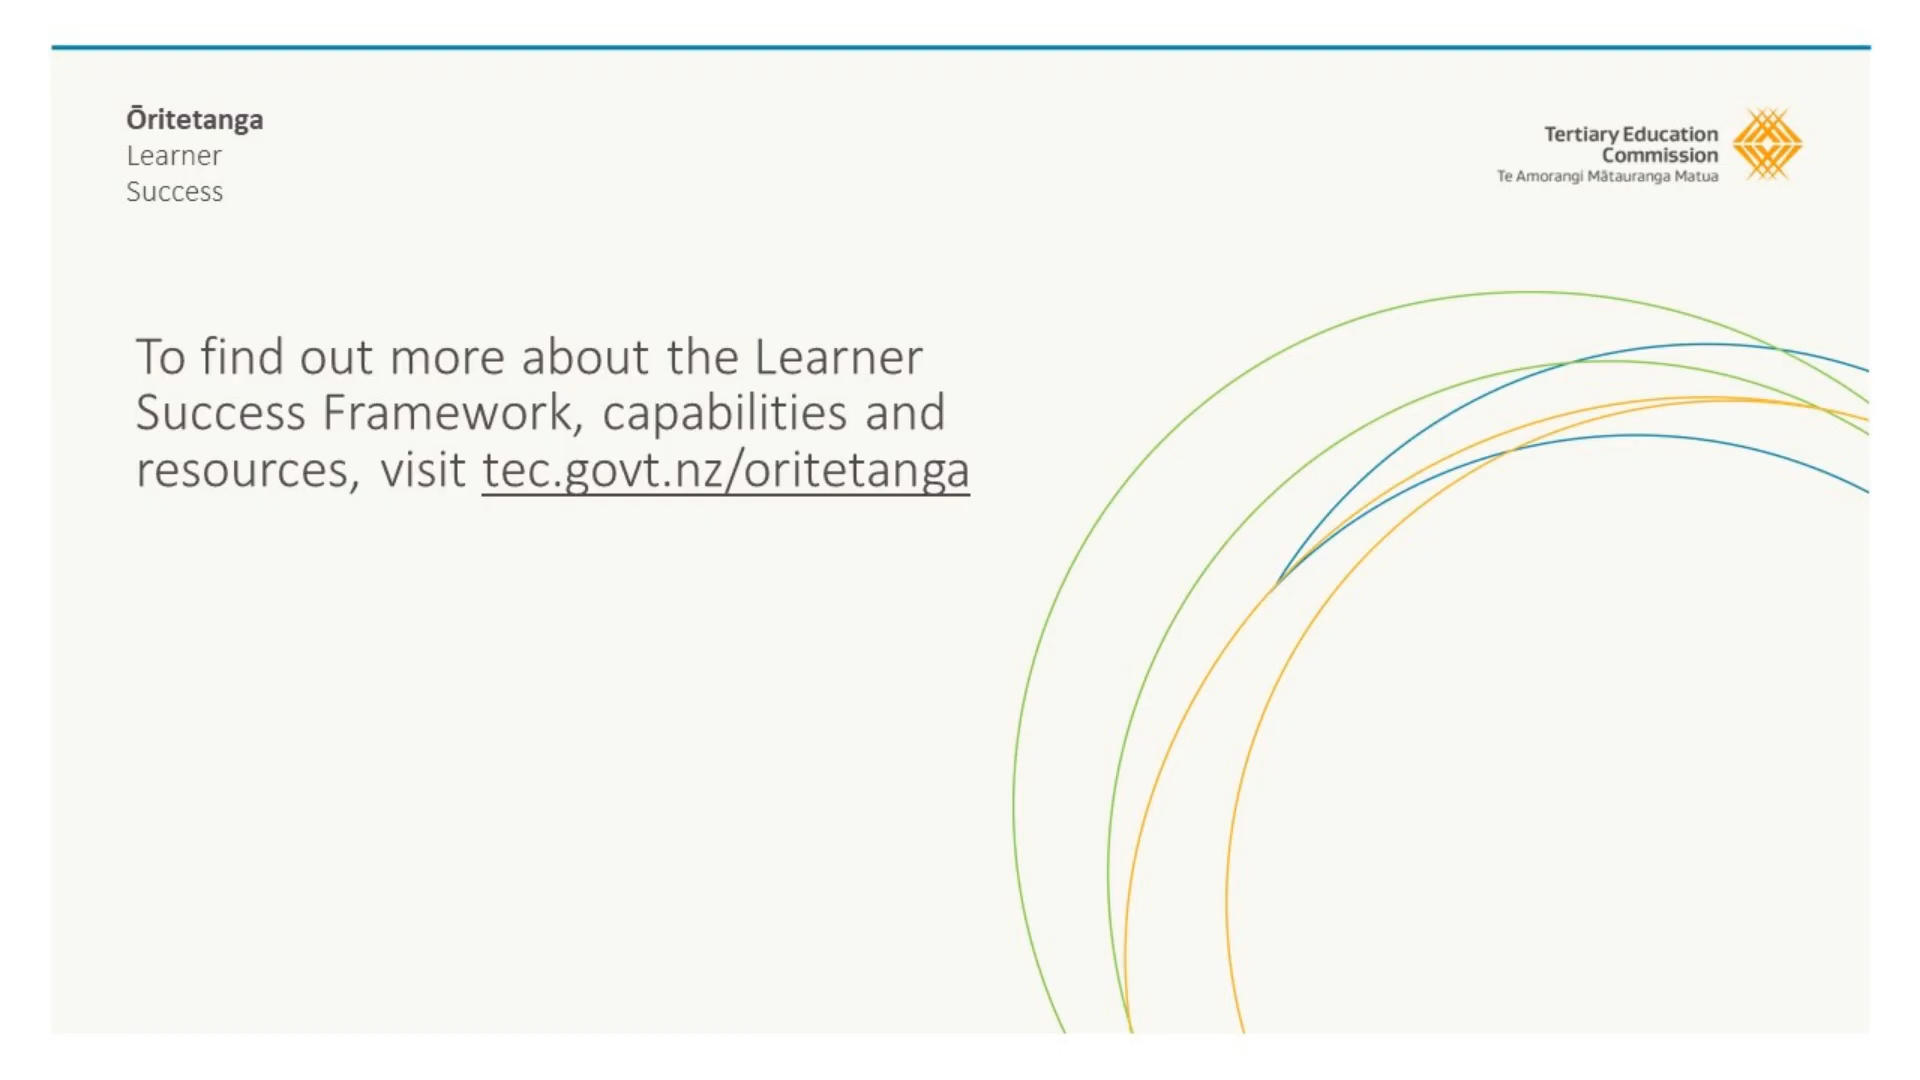 Ōritetanga
Learner
Success
Tertiary Education
Commission
Te Amorangi Mātauranga Matua
To find out more about the Learner
Success Framework, capabilities and
resources, visit tec.govt.nz/oritetanga